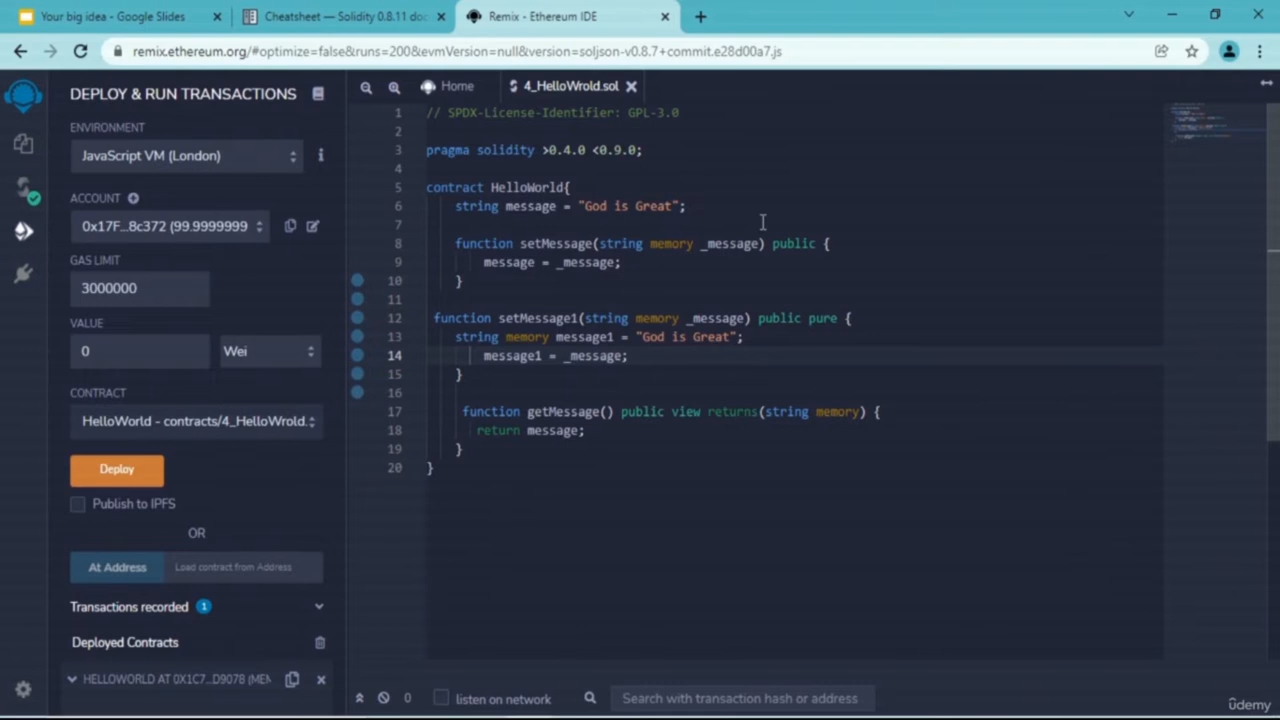 Your big idea - Google Slides
Cheatsheet — Solidity 0.8.11 doc
Remix - Ethereum IDE
remix.ethereum.org/#optimize=false&runs=200&evmVersion=null&version=soljson-v0.8.7+commit.e28d00a7.js
DEPLOY & RUN TRANSACTIONS
ENVIRONMENT
JavaScript VM (London)
ACCOUNT
0x17F...8c372 (99.9999999
GAS LIMIT
3000000
VALUE
0
Wei
CONTRACT
HelloWorld - contracts/4_HelloWrold.
Deploy
Publish to IPFS
OR
At Address
Load contract from Address
Transactions recorded 1
Deployed Contracts
HELLOWORLD AT 0X1C7...D9078 (MEM
Home
4_HelloWrold.sol
1 // SPDX-License-Identifier: GPL-3.0
2
3 pragma solidity >0.4.0 <0.9.0;
4
5 contract HelloWorld{
6 string message = "God is Great";
7
8 function setMessage(string memory _message) public {
9 message = _message;
10 }
11
12 function setMessage1(string memory _message) public pure {
13 string memory message1 = "God is Great";
14 message1 = _message;
15 }
16
17 function getMessage() public view returns(string memory) {
18 return message;
19 }
20 }
0
listen on network
Search with transaction hash or address
ûdemy